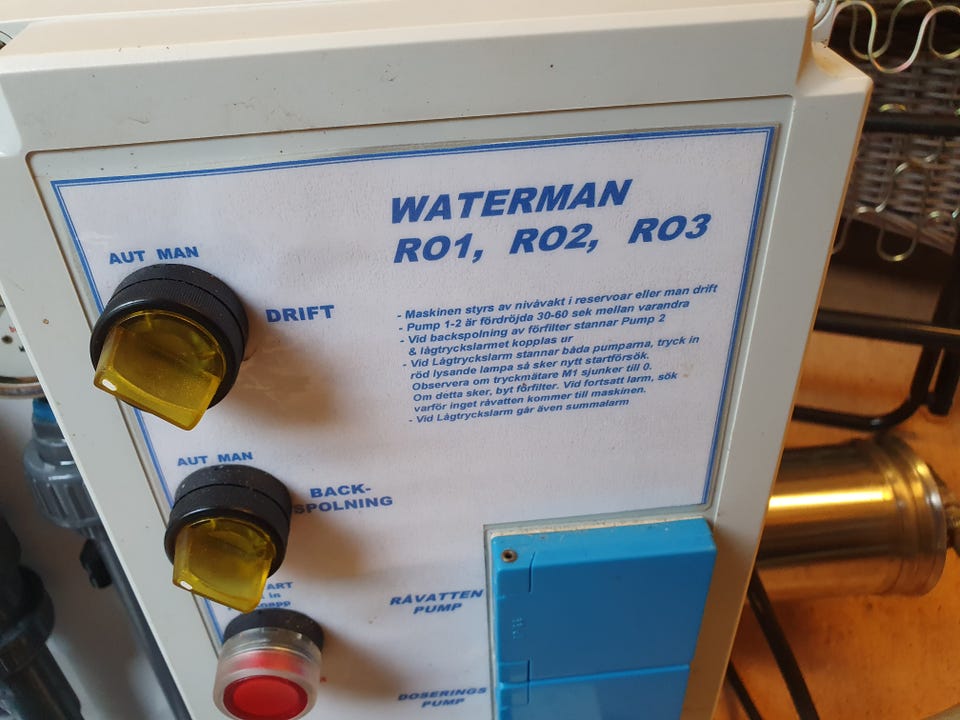 WATERMAN
RO1, RO2, RO3
AUT MAN
DRIFT
- Maskinen styrs av nivåvakt i reservoar eller man drift
- Pump 1-2 är fördröjda 30-60 sek mellan varandra
- Vid backspolning av förfilter stannar Pump 2
& lågtryckslarmet kopplas ur
- Vid Lågtryckslarm stannar båda pumparna, tryck in
röd lysande lampa så sker nytt startförsök.
Observera om tryckmätare M1 sjunker till 0.
Om detta sker, byt förfilter. Vid fortsatt larm, sök
varför inget råvatten kommer till maskinen.
- Vid Lågtryckslarm går även summalarm
AUT MAN
BACK-
SPOLNING
in
RÅVATTEN
PUMP
DOSERINGS
PUMP